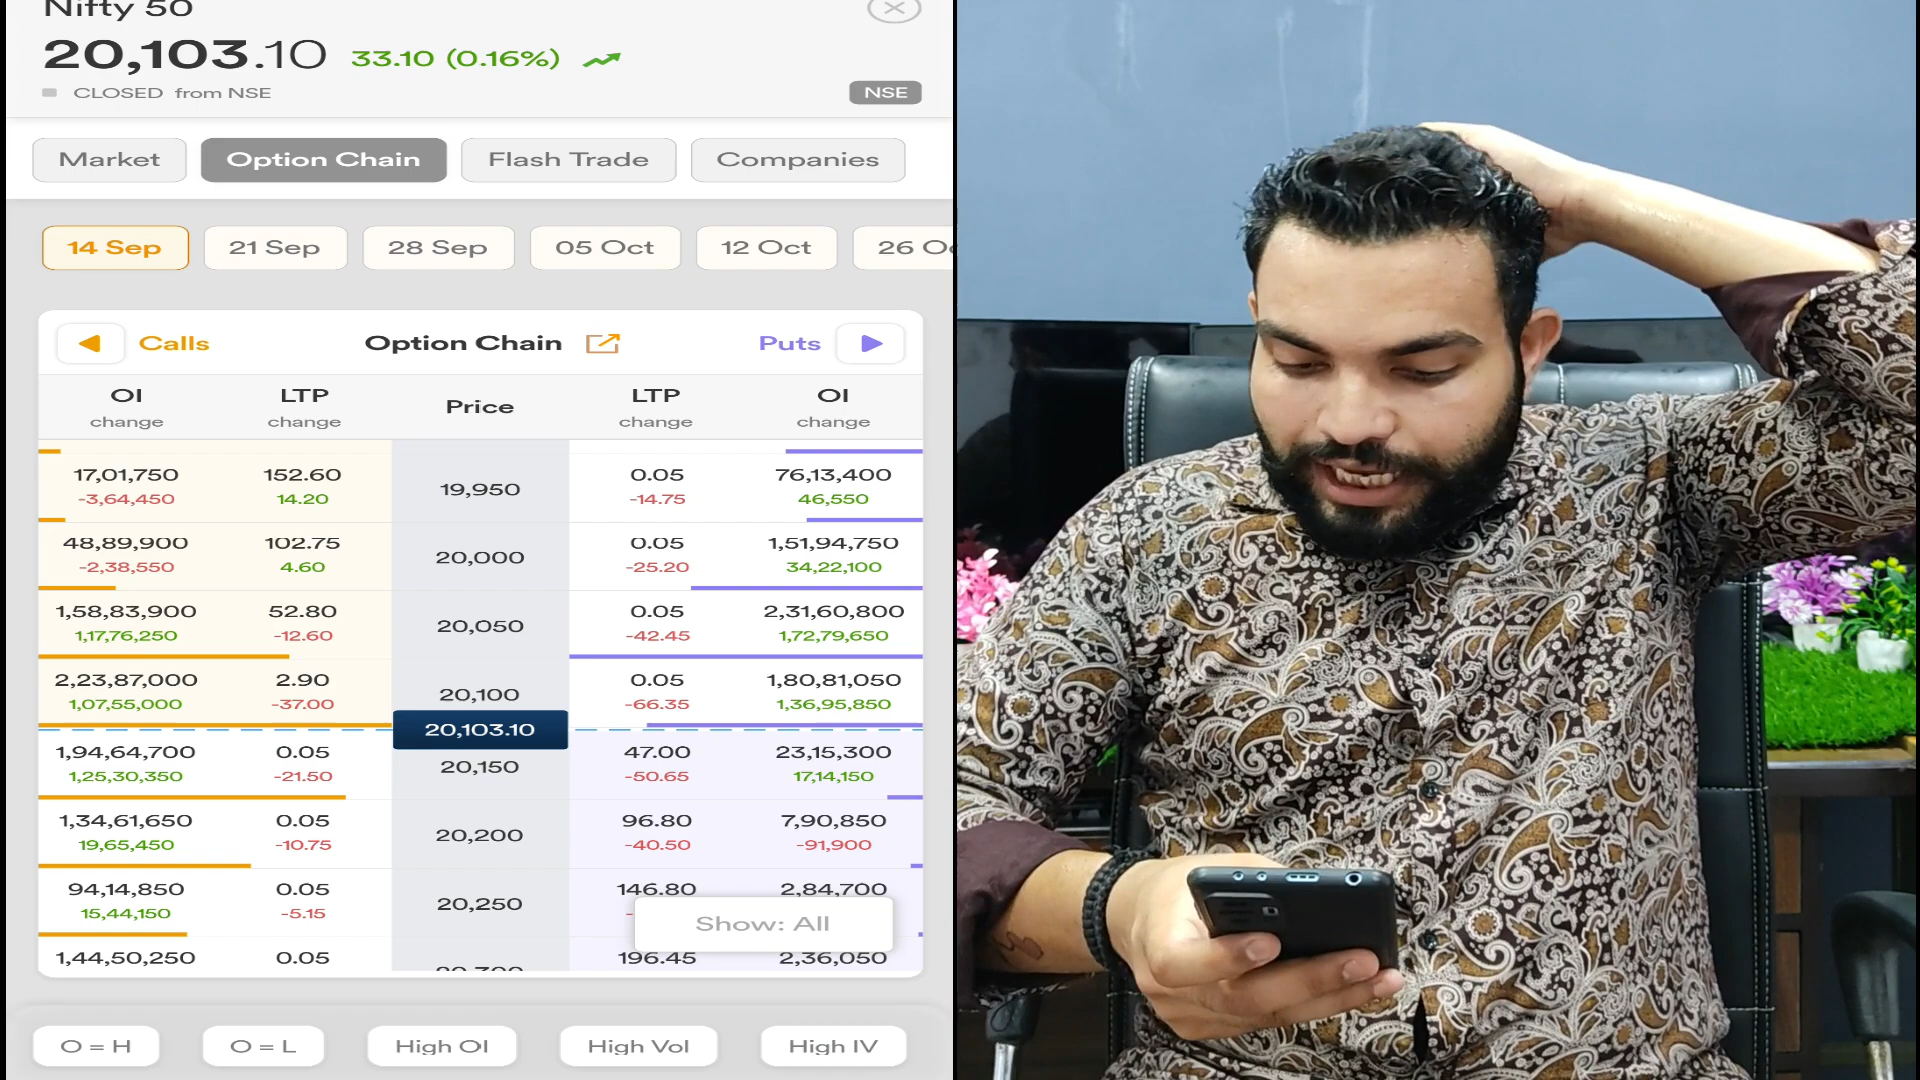 Nifty 50
20,103.10 33.10 (0.16%)
CLOSED from NSE NSE
Market Option Chain Flash Trade Companies
14 Sep 21 Sep 28 Sep 05 Oct 12 Oct 26
Calls Option Chain Puts
OI LTP Price LTP OI
change change change change
17,01,750 152.60 19,950 0.05 76,13,400
-3,64,450 14.20 -14.75 46,550
48,89,900 102.75 20,000 0.05 1,51,94,750
-2,38,550 4.60 -25.20 34,22,100
1,58,83,900 52.80 20,050 0.05 2,31,60,800
1,17,76,250 -12.60 -42.45 1,72,79,650
2,23,87,000 2.90 20,100 0.05 1,80,81,050
1,07,55,000 -37.00 -66.35 1,36,95,850
20,103.10
1,94,64,700 0.05 20,150 47.00 23,15,300
1,25,30,350 -21.50 -50.65 17,14,150
1,34,61,650 0.05 20,200 96.80 7,90,850
19,65,450 -10.75 -40.50 -91,900
94,14,850 0.05 20,250 146.80 2,84,700
15,44,150 -5.15
Show: All
1,44,50,250 0.05 196.45 2,36,050
O = H O = L High OI High Vol High IV